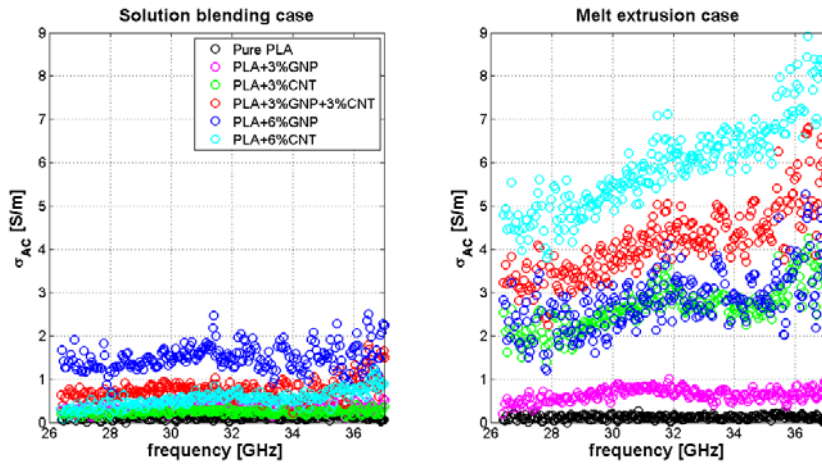 Solution blending case
Melt extrusion case
9
8
7
6
5
4
3
2
1
0
σAC [S/m]
Pure PLA
PLA+3%GNP
PLA+3%CNT
PLA+3%GNP+3%CNT
PLA+6%GNP
PLA+6%CNT
26 28 30 32 34 36
frequency [GHz]
9
8
7
6
5
4
3
2
1
0
σAC [S/m]
26 28 30 32 34 36
frequency [GHz]